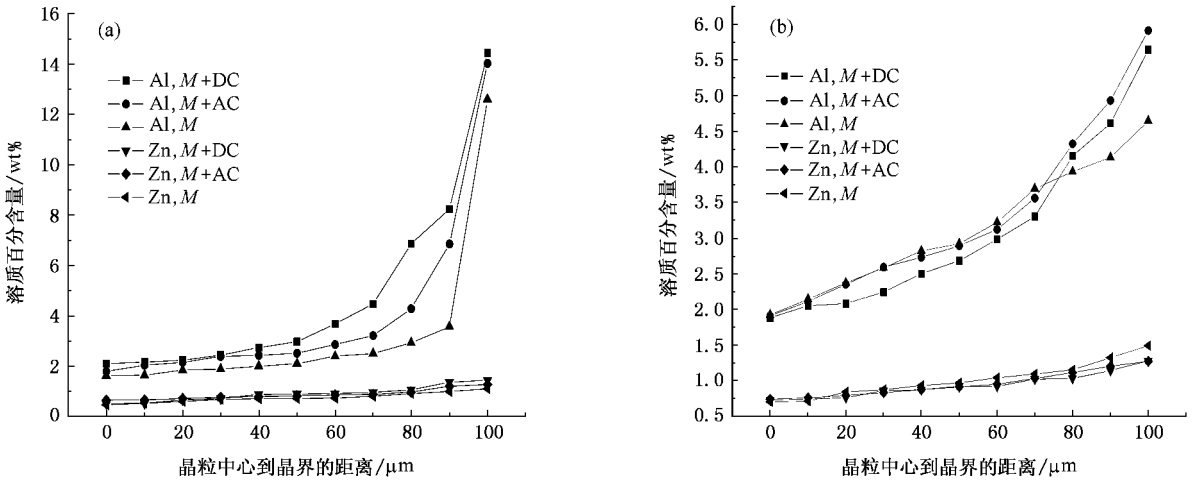 (a)
16
14
12
10
8
6
4
2
0
溶质百分含量/wt%
Al, M+DC
Al, M+AC
Al, M
Zn, M+DC
Zn, M+AC
Zn, M
0 20 40 60 80 100
晶粒中心到晶界的距离/μm
(b)
6.0
5.5
5.0
4.5
4.0
3.5
3.0
2.5
2.0
1.5
1.0
0.5
溶质百分含量/wt%
Al, M+DC
Al, M+AC
Al, M
Zn, M+DC
Zn, M+AC
Zn, M
0 20 40 60 80 100
晶粒中心到晶界的距离/μm